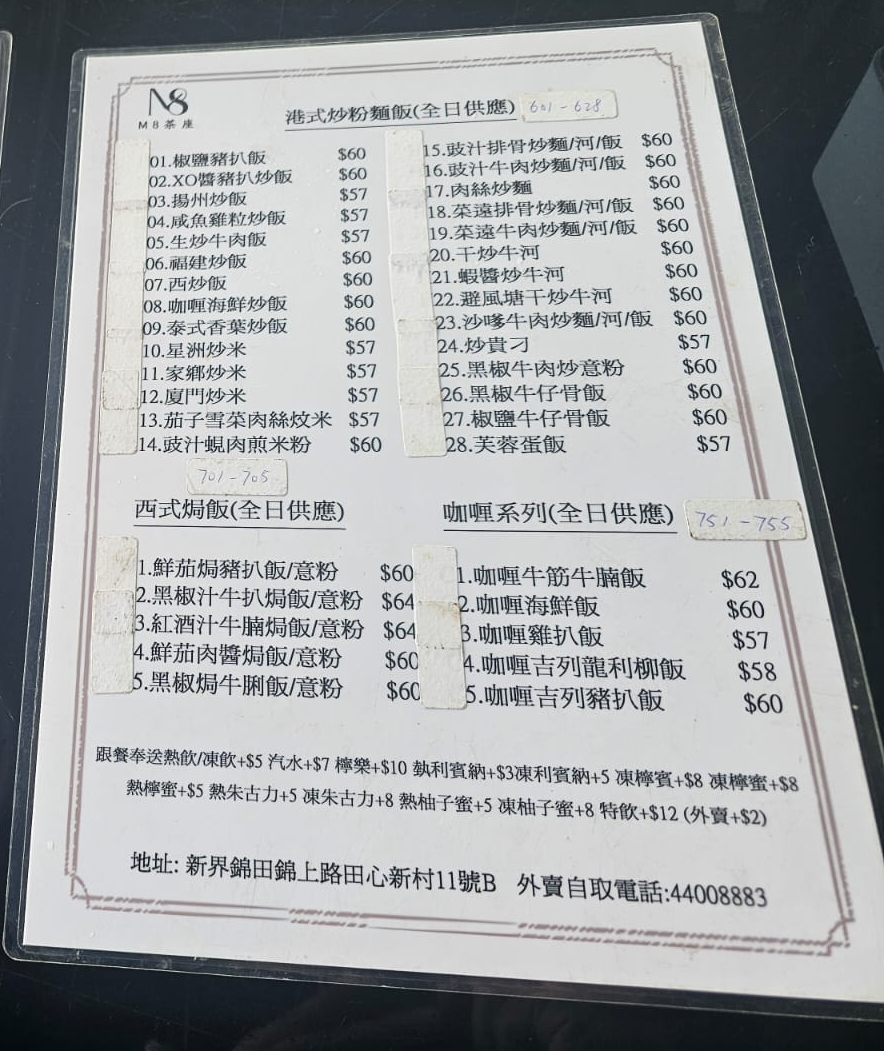 M8
M8茶座
港式炒粉麵飯(全日供應) 601-628
01.椒鹽豬扒飯 $60
02.XO醬豬扒炒飯 $60
03.揚州炒飯 $57
04.咸魚雞粒炒飯 $57
05.生炒牛肉飯 $57
06.福建炒飯 $60
07.西炒飯 $60
08.咖喱海鮮炒飯 $60
09.泰式香葉炒飯 $60
10.星洲炒米 $57
11.家鄉炒米 $57
12.廈門炒米 $57
13.茄子雪菜肉絲炆米 $57
14.豉汁蜆肉煎米粉 $60
15.豉汁排骨炒麵/河/飯 $60
16.豉汁牛肉炒麵/河/飯 $60
17.肉絲炒麵 $60
18.菜遠排骨炒麵/河/飯 $60
19.菜遠牛肉炒麵/河/飯 $60
20.干炒牛河 $60
21.蝦醬炒牛河 $60
22.避風塘干炒牛河 $60
23.沙嗲牛肉炒麵/河/飯 $60
24.炒貴刁 $57
25.黑椒牛肉炒意粉 $60
26.黑椒牛仔骨飯 $60
27.椒鹽牛仔骨飯 $60
28.芙蓉蛋飯 $57
701-705
西式焗飯(全日供應)
1.鮮茄焗豬扒飯/意粉 $60
2.黑椒汁牛扒焗飯/意粉 $64
3.紅酒汁牛腩焗飯/意粉 $64
4.鮮茄肉醬焗飯/意粉 $60
5.黑椒焗牛脷飯/意粉 $60
咖喱系列(全日供應) 751-755
1.咖喱牛筋牛腩飯 $62
2.咖喱海鮮飯 $60
3.咖喱雞扒飯 $57
4.咖喱吉列龍利柳飯 $58
5.咖喱吉列豬扒飯 $60
跟餐奉送熱飲/凍飲+$5 汽水+$7 檸樂+$10 熱利賓納+$3凍利賓納+5 凍檸賓+$8 凍檸蜜+$8
熱檸蜜+$5 熱朱古力+5 凍朱古力+8 熱柚子蜜+5 凍柚子蜜+8 特飲+$12 (外賣+$2)
地址: 新界錦田錦上路田心新村11號B 外賣自取電話:44008883